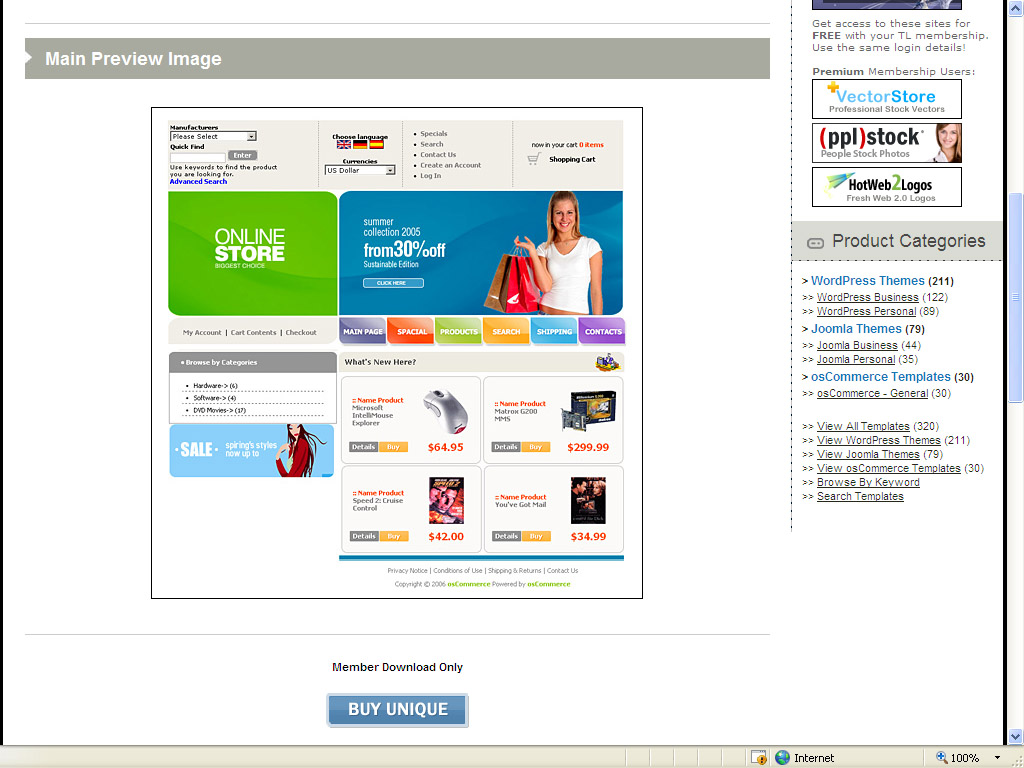 Get access to these sites for
FREE with your TL membership.
Use the same login details!
Premium Membership Users:
VectorStore
Professional Stock Vectors
(ppl)stock
People Stock Photos
HotWeb2Logos
Fresh Web 2.0 Logos
Product Categories
> WordPress Themes (211)
>> WordPress Business (122)
>> WordPress Personal (89)
> Joomla Themes (79)
>> Joomla Business (44)
>> Joomla Personal (35)
> osCommerce Templates (30)
>> osCommerce - General (30)
>> View All Templates (320)
>> View WordPress Themes (211)
>> View Joomla Themes (79)
>> View osCommerce Templates (30)
>> Browse By Keyword
>> Search Templates
Main Preview Image
Manufacturers
Please Select
Quick Find
Enter
Use keywords to find the product
you are looking for.
Advanced Search
Choose language
Currencies
US Dollar
Specials
Search
Contact Us
Create an Account
Log In
now in your cart 0 items
Shopping Cart
ONLINE
STORE
BIGGEST CHOICE
summer
collection 2005
from30%off
Sustainable Edition
CLICK HERE
My Account | Cart Contents | Checkout
MAIN PAGE SPACIAL PRODUCTS SEARCH SHIPPING CONTACTS
Browse by Categories
Hardware-> (6)
Software-> (4)
DVD Movies-> (17)
SALE
spiring's styles
now up to
What's New Here?
:: Name Product
Microsoft
IntelliMouse
Explorer
Details Buy $64.95
:: Name Product
Matrox G200
MMS
Details Buy $299.99
:: Name Product
Speed 2: Cruise
Control
Details Buy $42.00
:: Name Product
You've Got Mail
Details Buy $34.99
Privacy Notice | Conditions of Use | Shipping & Returns | Contact Us
Copyright © 2006 osCommerce Powered by osCommerce
Member Download Only
BUY UNIQUE
Internet
100%